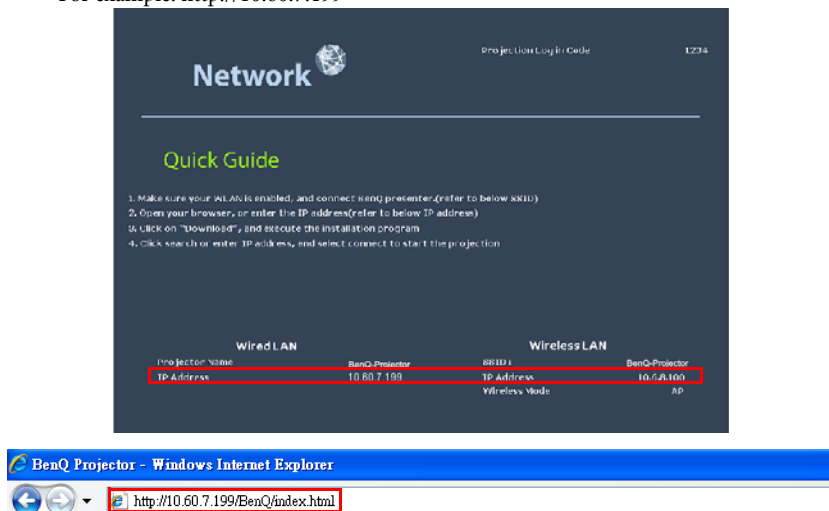 For example: http://10.60.7.199
Projection Login Code 1234
Network
Quick Guide
1. Make sure your WLAN is enabled, and connect BenQ presenter.(refer to below SSID)
2. Open your browser, or enter the IP address(refer to below IP address)
3. Click on "Download", and execute the installation program
4. Click search or enter IP address, and select connect to start the projection
Wired LAN Wireless LAN
Projector Name BenQ-Projector SSID: BenQ-Projector
IP Address 10.60.7.199 IP Address 10.6.8.100
Wireless Mode AP
BenQ Projector - Windows Internet Explorer
http://10.60.7.199/BenQ/index.html